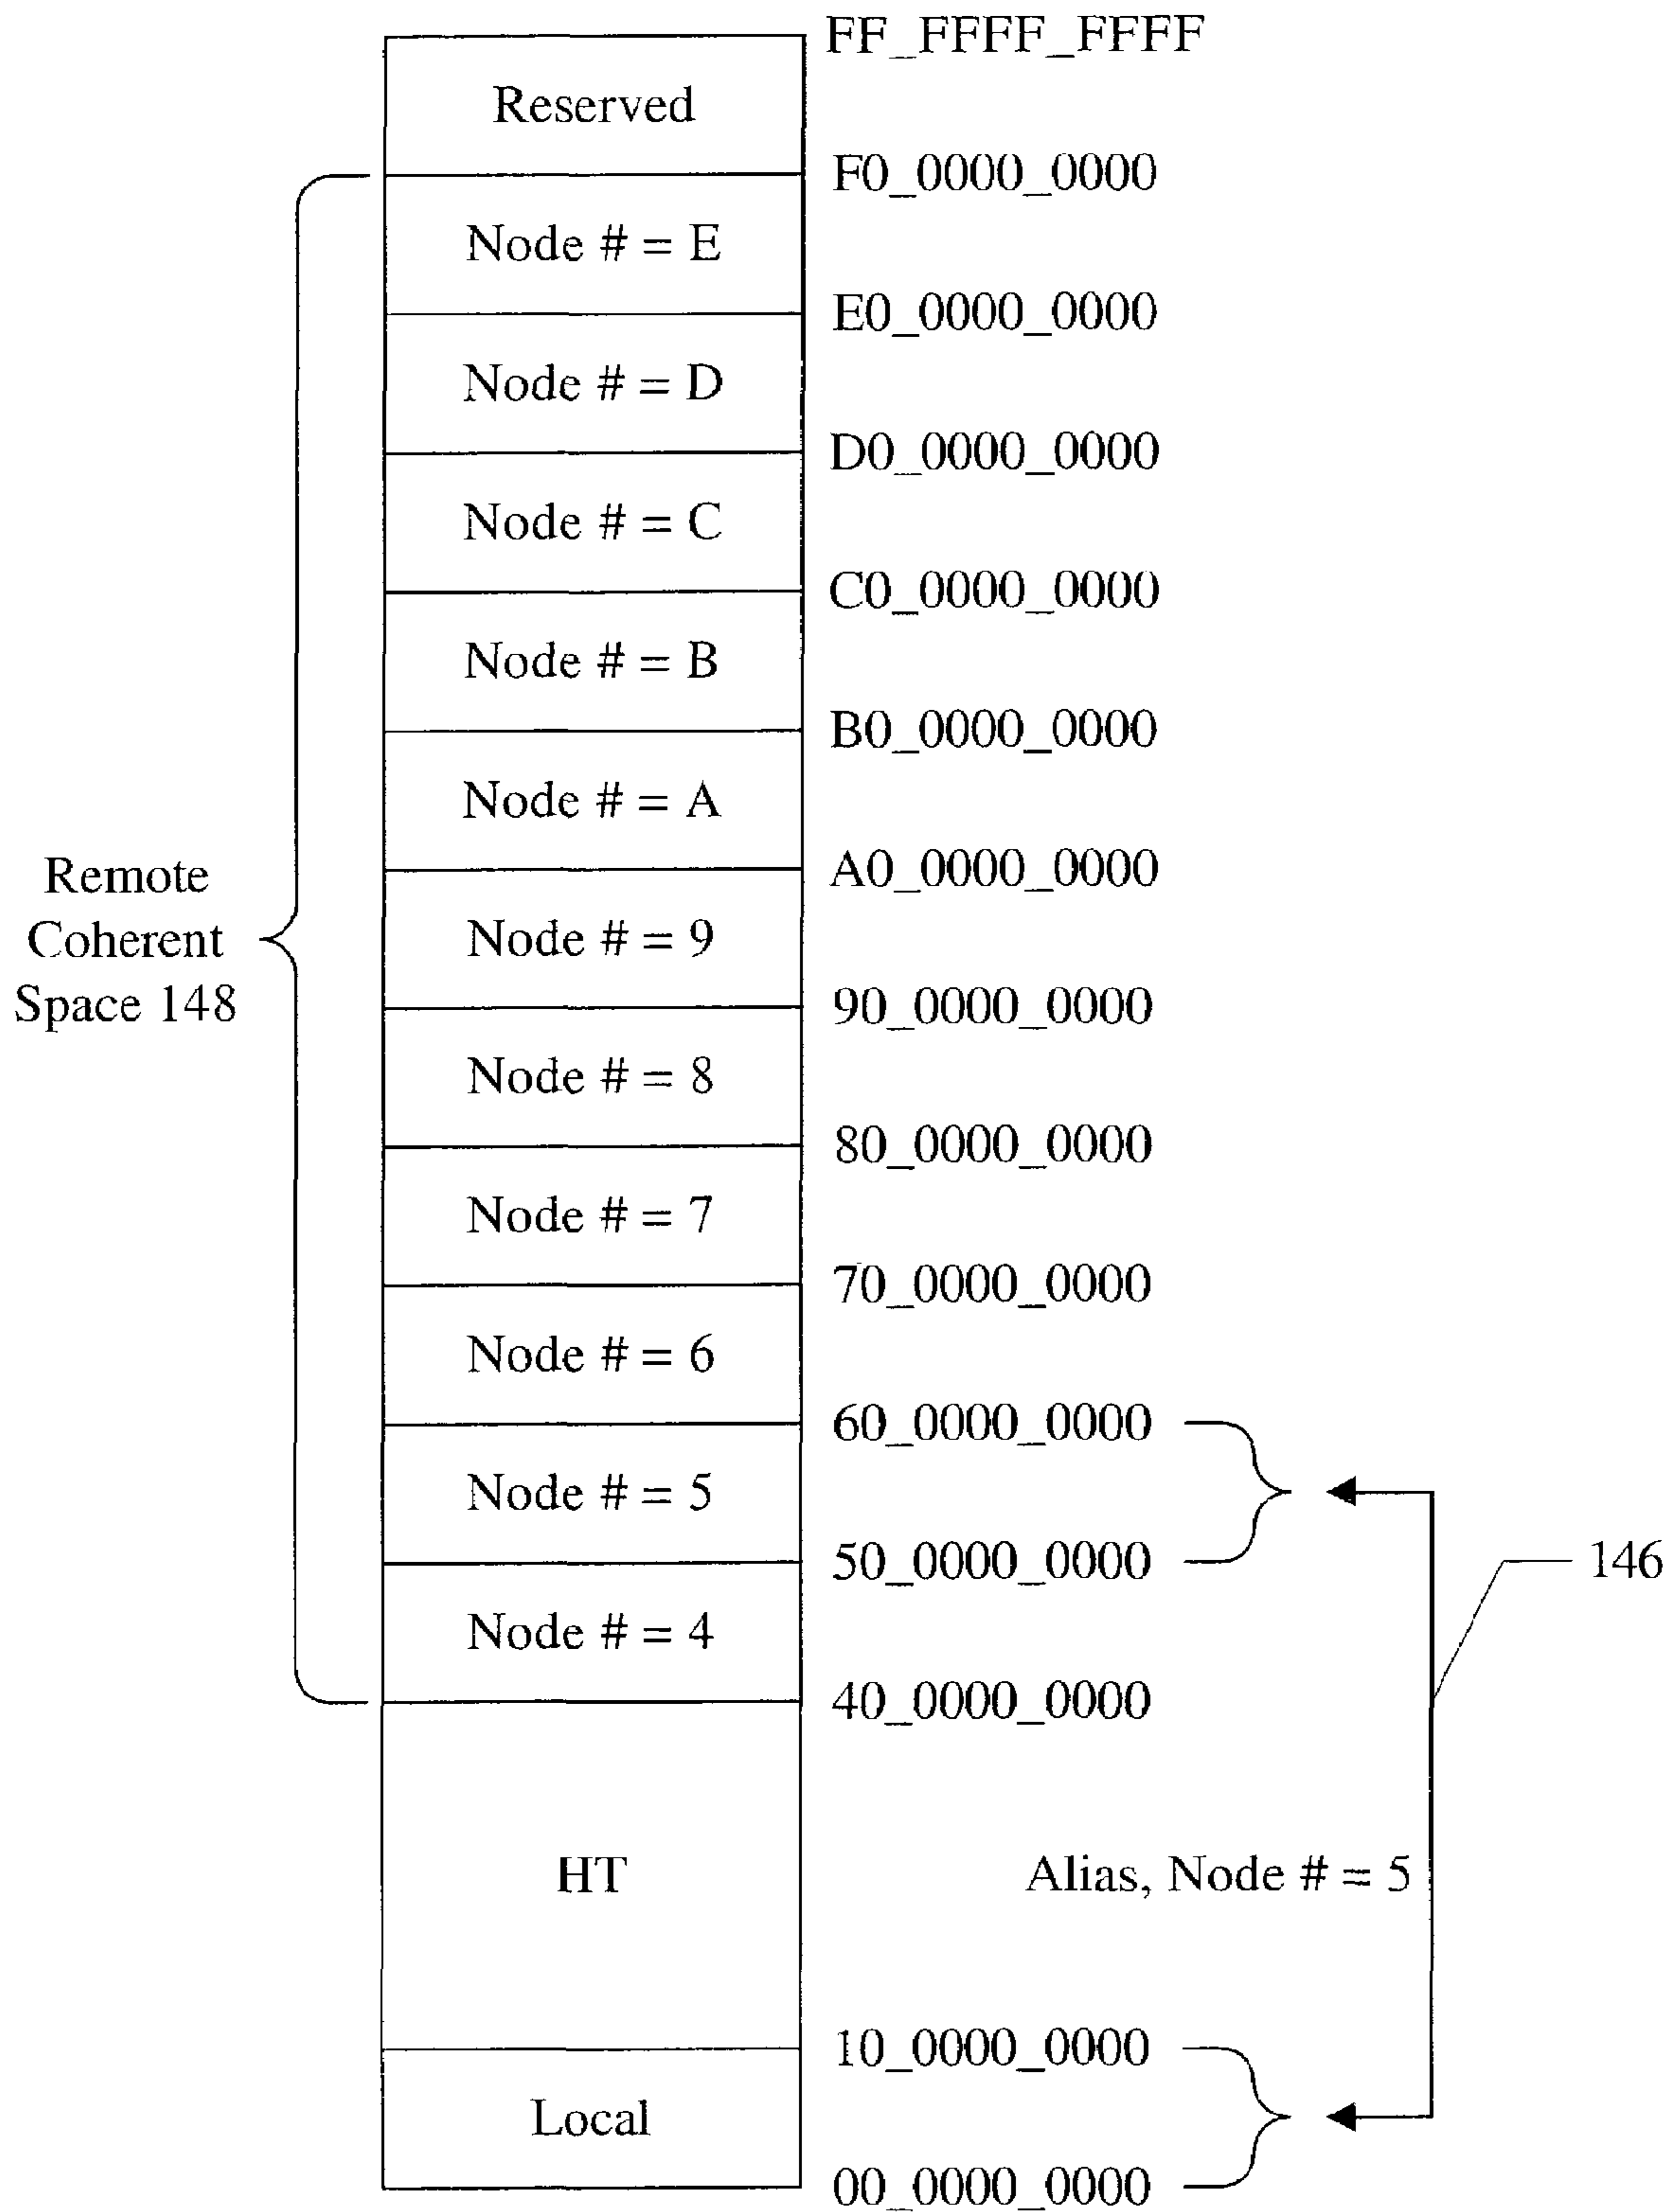 FF_FFFF_FFFF
Reserved
F0_0000_0000
Node # = E
E0_0000_0000
Node # = D
D0_0000_0000
Node # = C
C0_0000_0000
Node # = B
B0_0000_0000
Node # = A
A0_0000_0000
Remote
Coherent
Space 148
Node # = 9
90_0000_0000
Node # = 8
80_0000_0000
Node # = 7
70_0000_0000
Node # = 6
60_0000_0000
Node # = 5
50_0000_0000
146
Node # = 4
40_0000_0000
HT
Alias, Node # = 5
10_0000_0000
Local
00_0000_0000